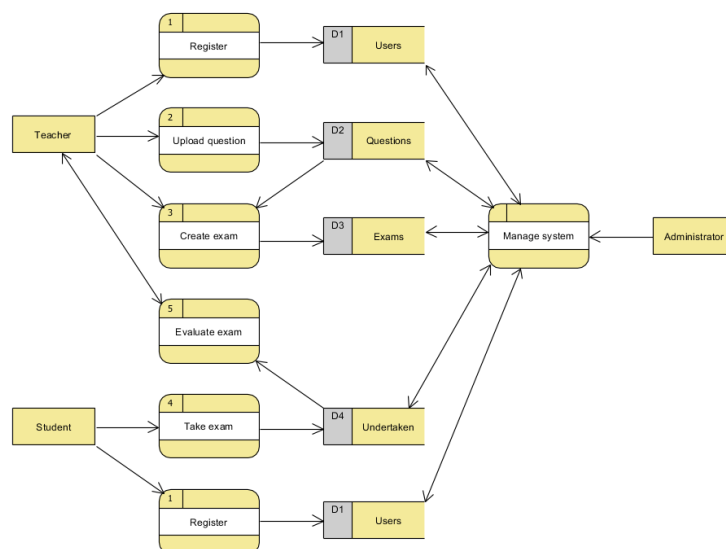 1
Register
D1
Users
Teacher
2
Upload question
D2
Questions
3
Create exam
D3
Exams
Manage system
Administrator
5
Evaluate exam
Student
4
Take exam
D4
Undertaken
1
Register
D1
Users